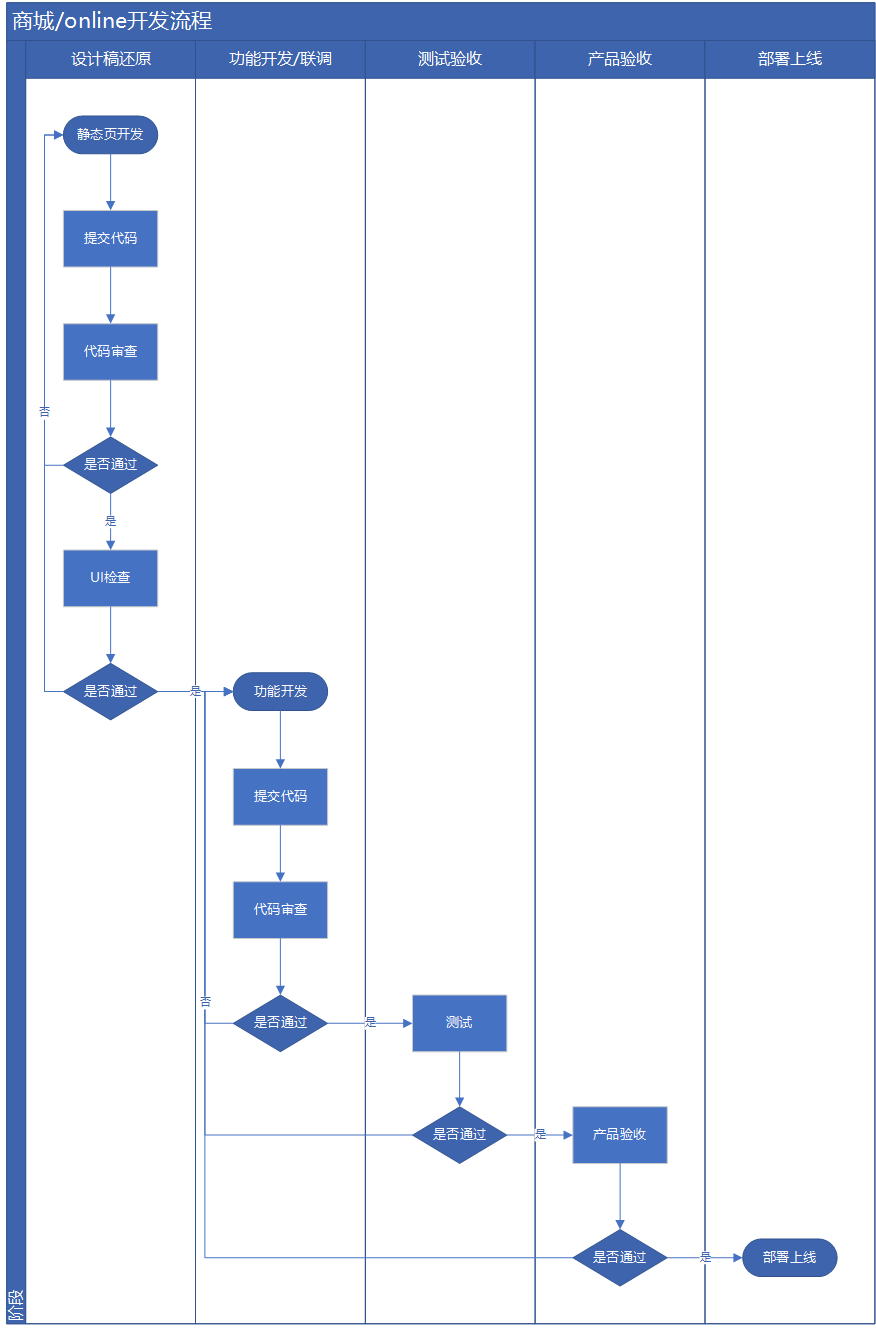 商城/online开发流程
设计稿还原
功能开发/联调
测试验收
产品验收
部署上线
静态页开发
提交代码
代码审查
否
是否通过
是
UI检查
是否通过
是
功能开发
提交代码
代码审查
否
是否通过
是
测试
是否通过
是
产品验收
是否通过
是
部署上线
阶段